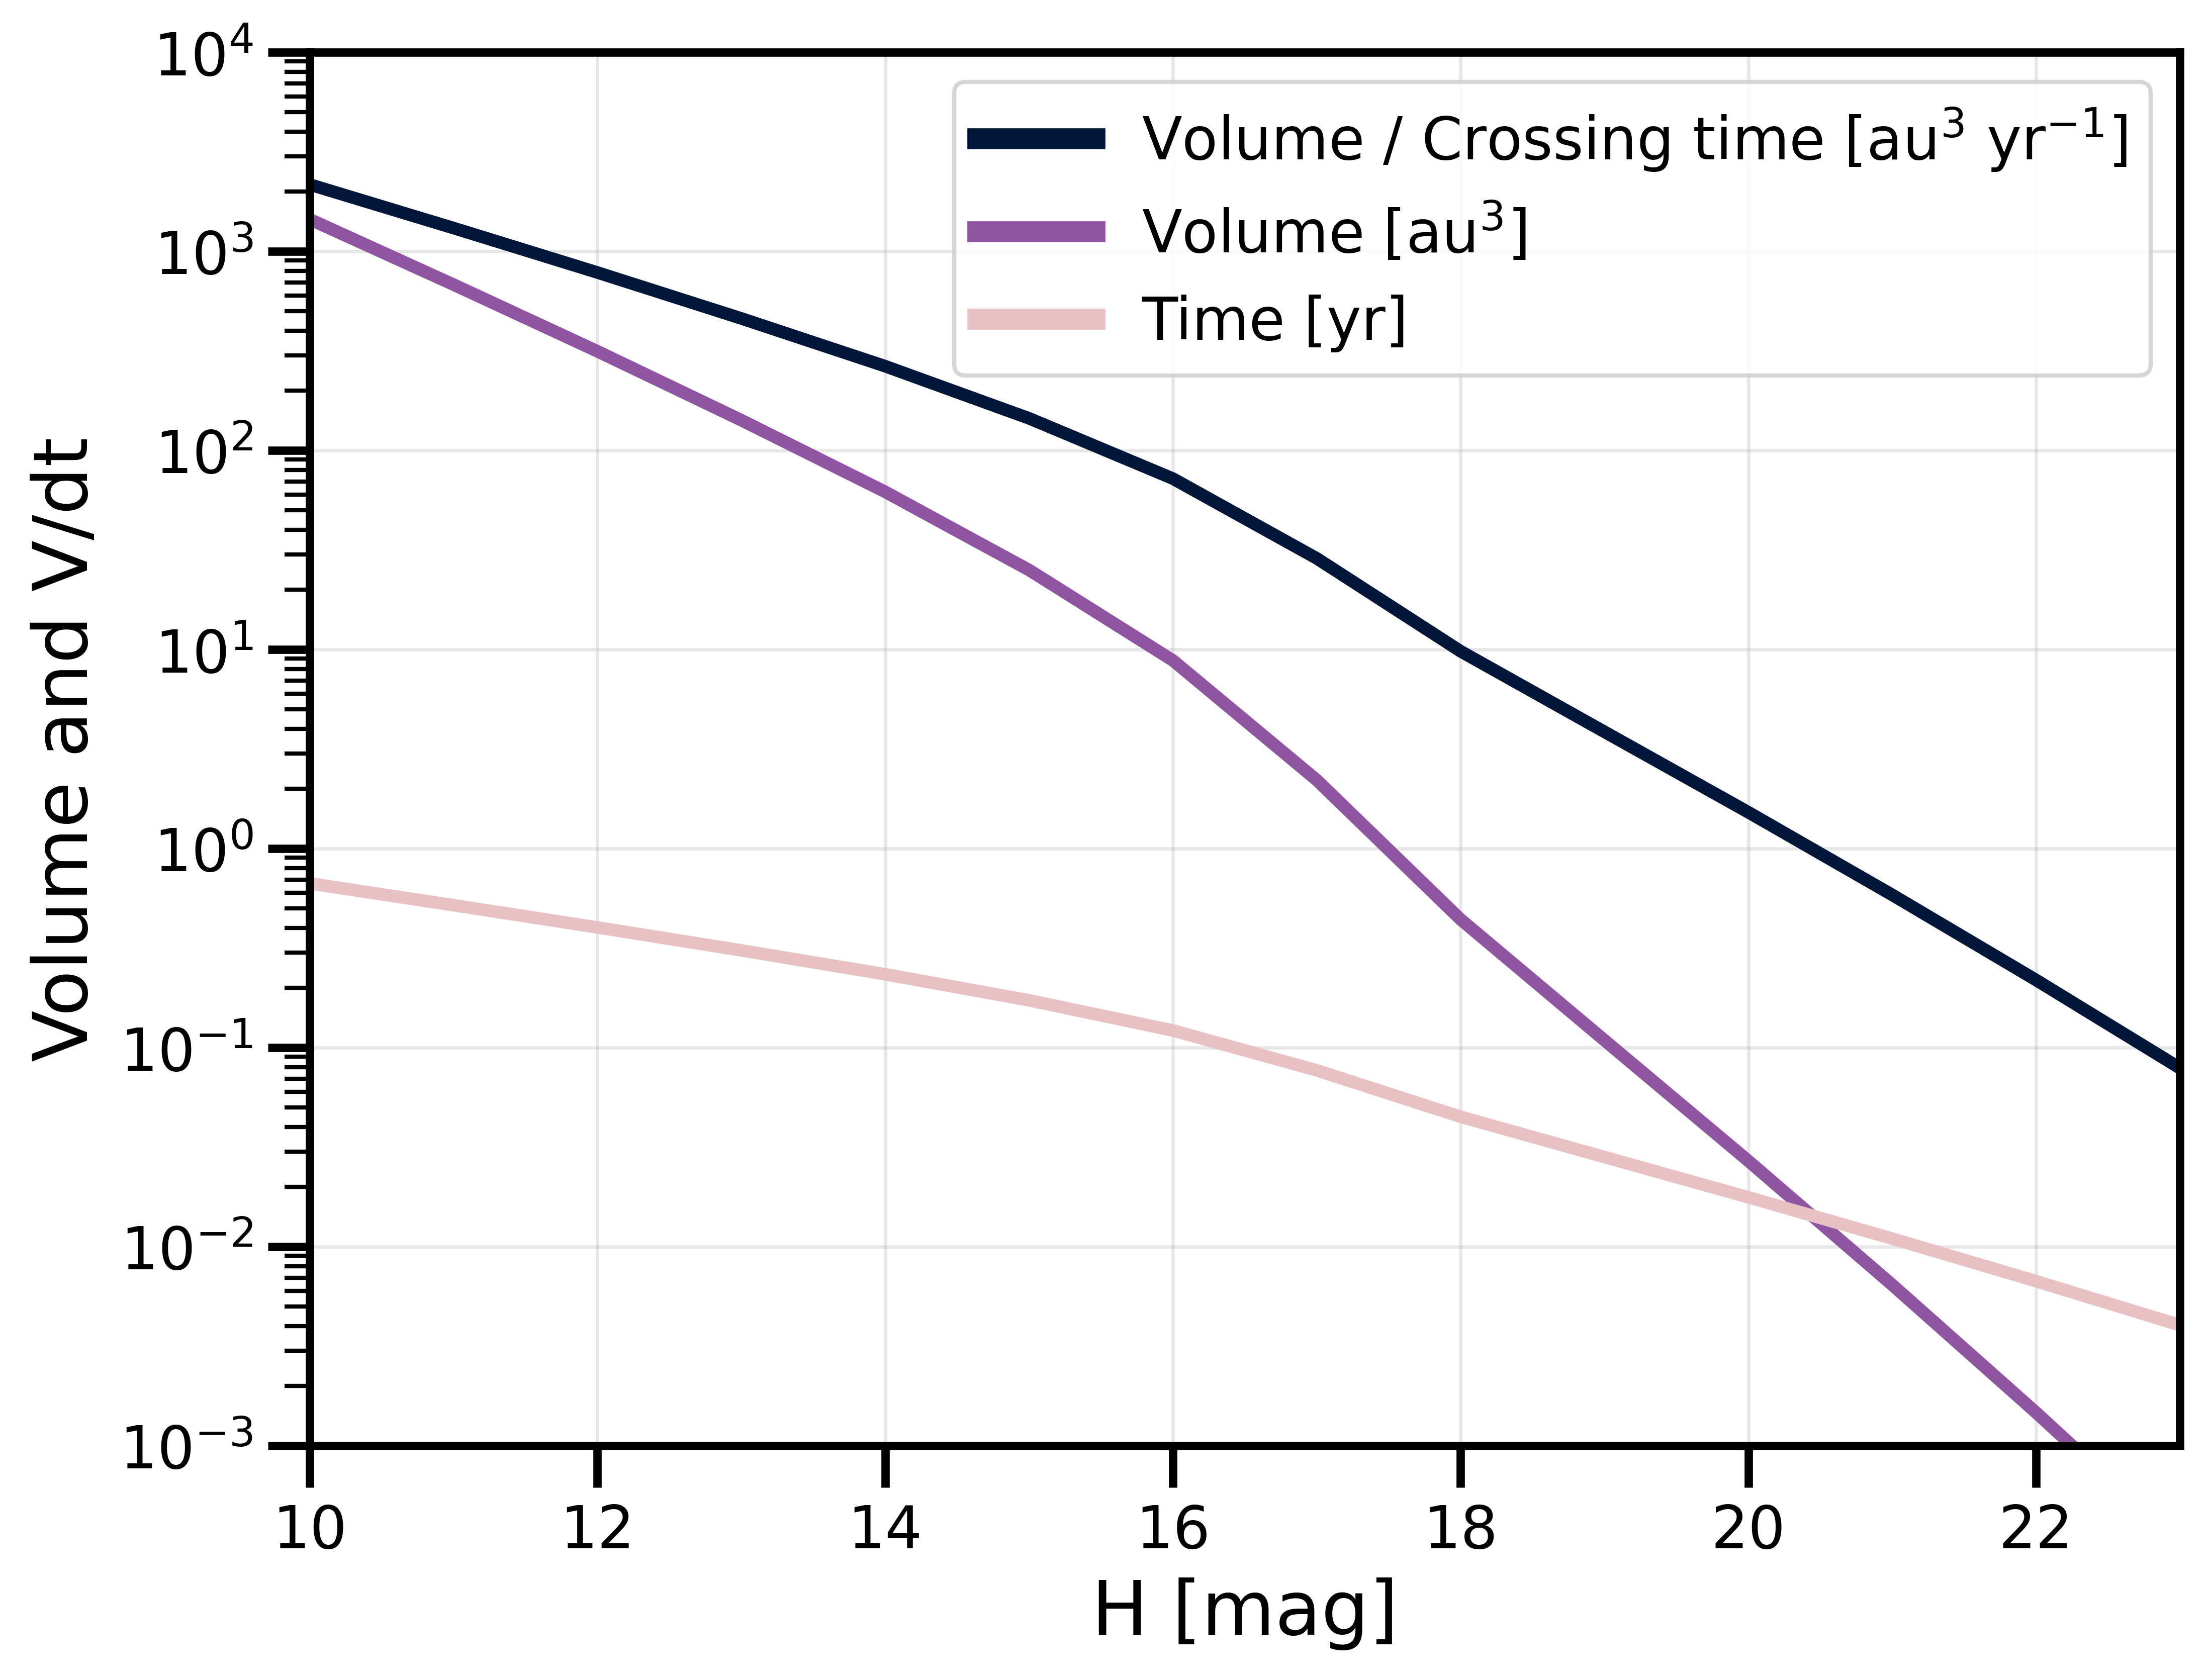 10⁴
10³
10²
10¹
10⁰
10⁻¹
10⁻²
10⁻³
Volume and V/dt
Volume / Crossing time [au³ yr⁻¹]
Volume [au³]
Time [yr]
10 12 14 16 18 20 22
H [mag]